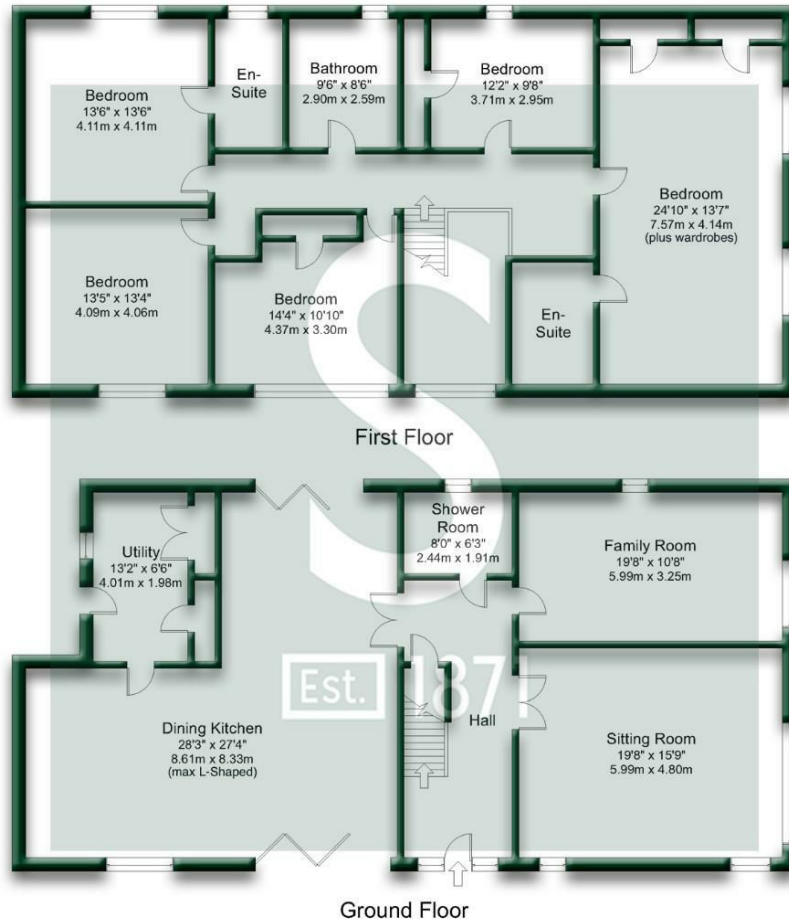 Bedroom
13'6" x 13'6"
4.11m x 4.11m
En-
Suite
Bathroom
9'6" x 8'6"
2.90m x 2.59m
Bedroom
12'2" x 9'8"
3.71m x 2.95m
Bedroom
24'10" x 13'7"
7.57m x 4.14m
(plus wardrobes)
Bedroom
13'5" x 13'4"
4.09m x 4.06m
Bedroom
14'4" x 10'10"
4.37m x 3.30m
En-
Suite
S
First Floor
Utility
13'2" x 6'6"
4.01m x 1.98m
Shower
Room
8'0" x 6'3"
2.44m x 1.91m
Family Room
19'8" x 10'8"
5.99m x 3.25m
Est. 1871
Dining Kitchen
28'3" x 27'4"
8.61m x 8.33m
(max L-Shaped)
Hall
Sitting Room
19'8" x 15'9"
5.99m x 4.80m
Ground Floor